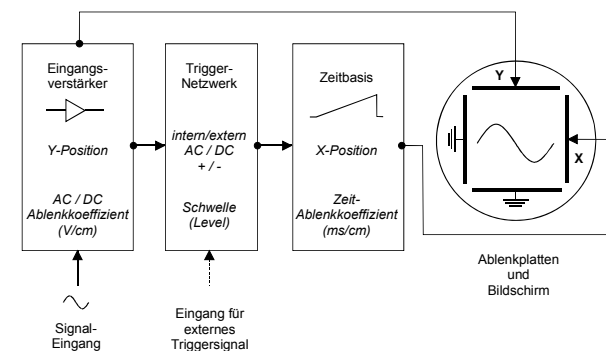 Eingangs-
verstärker
Y-Position
AC / DC
Ablenkkoeffizient
(V/cm)
Signal-
Eingang
Trigger-
Netzwerk
intern/extern
AC / DC
+ / -
Schwelle
(Level)
Eingang für
externes
Triggersignal
Zeitbasis
X-Position
Zeit-
Ablenkkoeffizient
(ms/cm)
Y
X
Ablenkplatten
und
Bildschirm